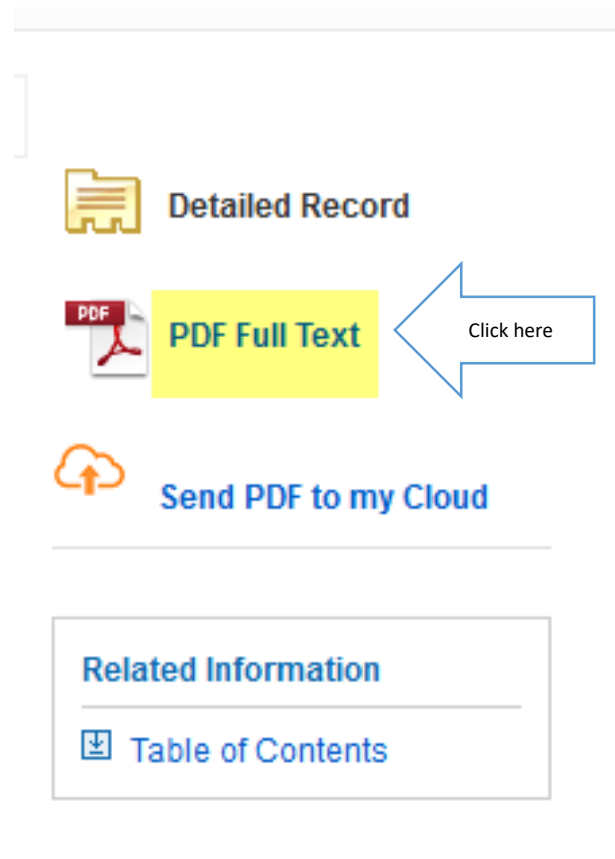 Detailed Record
PDF
PDF Full Text
Click here
Send PDF to my Cloud
Related Information
Table of Contents